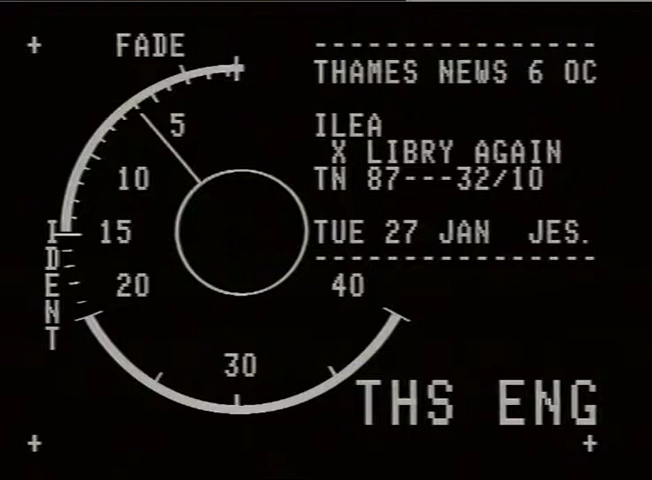 FADE
THAMES NEWS 6 OC
ILEA
X LIBRY AGAIN
TN 87---32/10
TUE 27 JAN JES.
5
10
15
20
30
40
IDENT
THS ENG